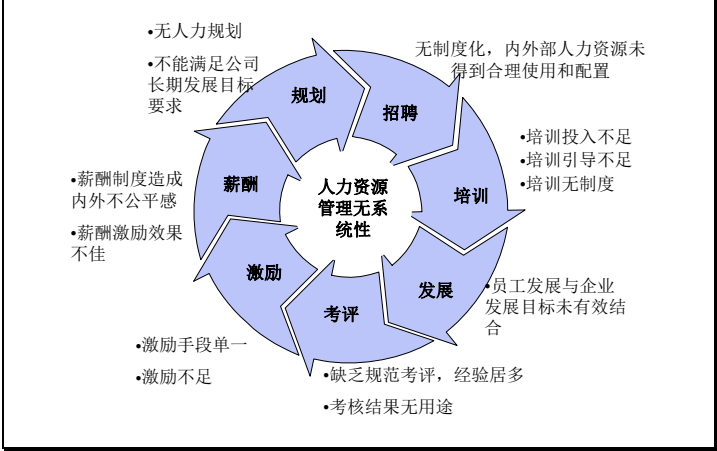 •无人力规划
•不能满足公司
长期发展目标
要求
规划
无制度化，内外部人力资源未
得到合理使用和配置
招聘
•培训投入不足
•培训引导不足
•培训无制度
培训
•员工发展与企业
发展目标未有效结
合
发展
•缺乏规范考评，经验居多
•考核结果无用途
考评
•激励手段单一
•激励不足
激励
•薪酬制度造成
内外不公平感
•薪酬激励效果
不佳
薪酬
人力资源
管理无系
统性